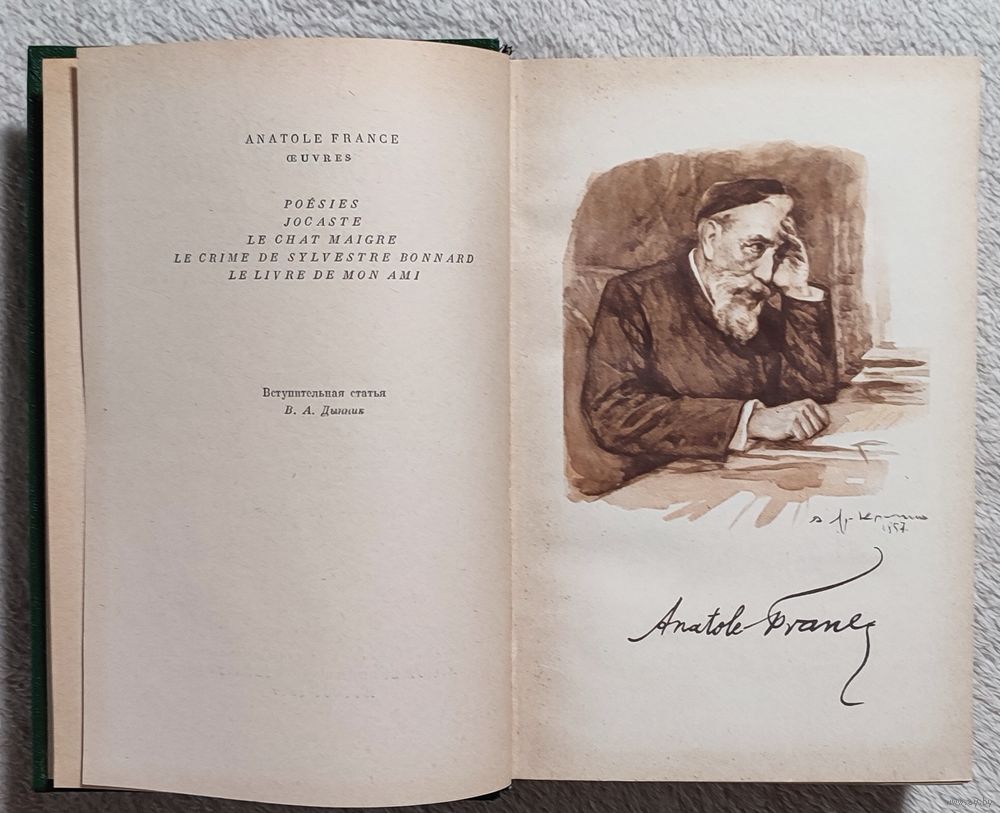 ANATOLE FRANCE
ŒUVRES
POÉSIES
JOCASTE
LE CHAT MAIGRE
LE CRIME DE SYLVESTRE BONNARD
LE LIVRE DE MON AMI
Вступительная статья
В. А. Дынник
1957
Anatole France